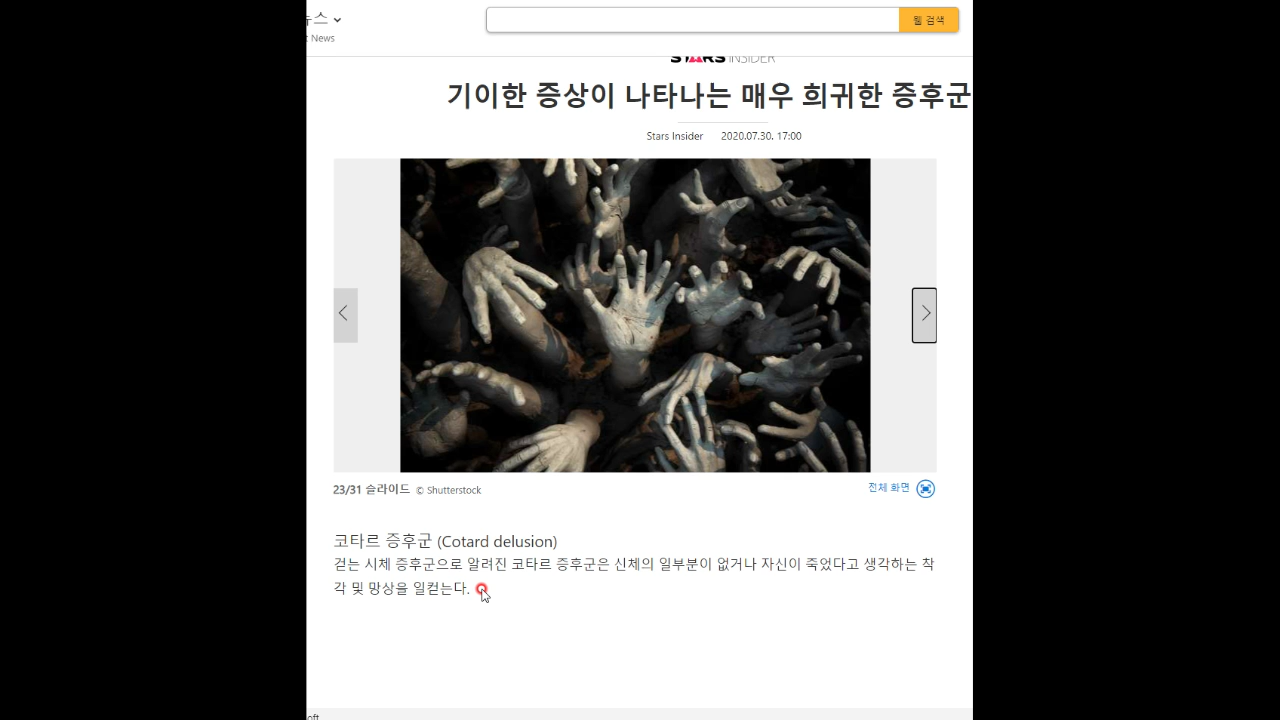 뉴스
News
웹 검색
STARS INSIDER
기이한 증상이 나타나는 매우 희귀한 증후군
Stars Insider 2020.07.30. 17:00
23/31 슬라이드 © Shutterstock
전체 화면
코타르 증후군 (Cotard delusion)
걷는 시체 증후군으로 알려진 코타르 증후군은 신체의 일부분이 없거나 자신이 죽었다고 생각하는 착
각 및 망상을 일컫는다.
oft